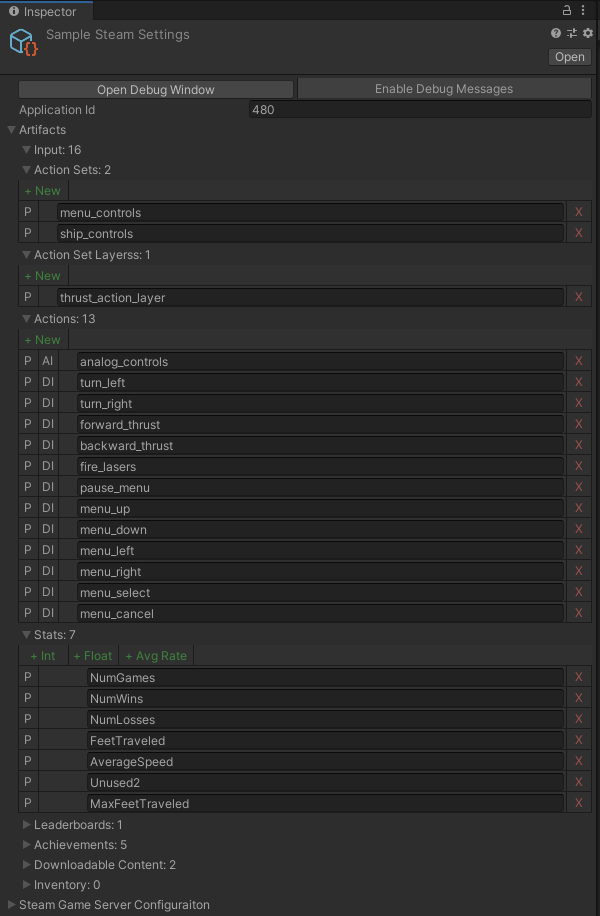 Inspector
Sample Steam Settings
Open
Open Debug Window Enable Debug Messages
Application Id 480
Artifacts
Input: 16
Action Sets: 2
+ New
P menu_controls X
P ship_controls X
Action Set Layerss: 1
+ New
P thrust_action_layer X
Actions: 13
+ New
P AI analog_controls X
P DI turn_left X
P DI turn_right X
P DI forward_thrust X
P DI backward_thrust X
P DI fire_lasers X
P DI pause_menu X
P DI menu_up X
P DI menu_down X
P DI menu_left X
P DI menu_right X
P DI menu_select X
P DI menu_cancel X
Stats: 7
+ Int + Float + Avg Rate
P NumGames X
P NumWins X
P NumLosses X
P FeetTraveled X
P AverageSpeed X
P Unused2 X
P MaxFeetTraveled X
Leaderboards: 1
Achievements: 5
Downloadable Content: 2
Inventory: 0
Steam Game Server Configuraiton